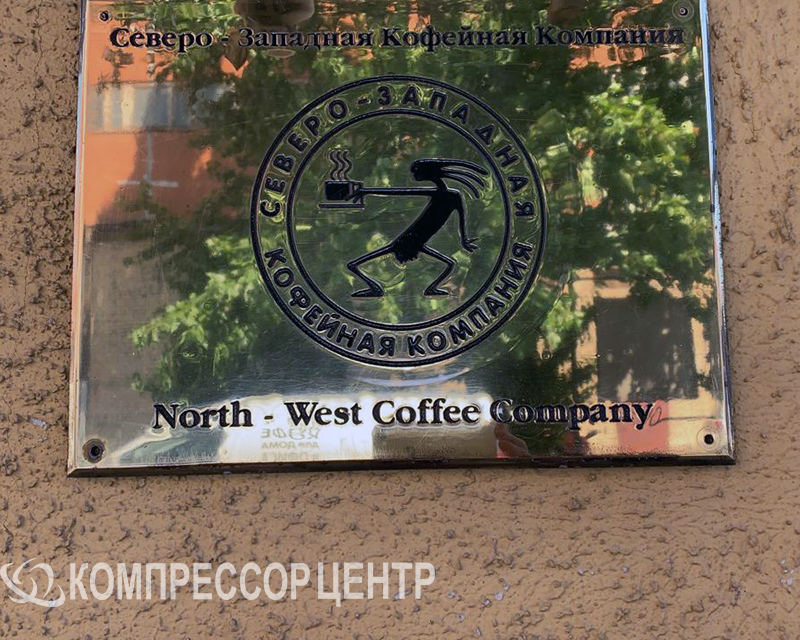 Северо - Западная Кофейная Компания
СЕВЕРО-ЗАПАДНАЯ
КОФЕЙНАЯ КОМПАНИЯ
North - West Coffee Company
КОМПРЕССОРЦЕНТР